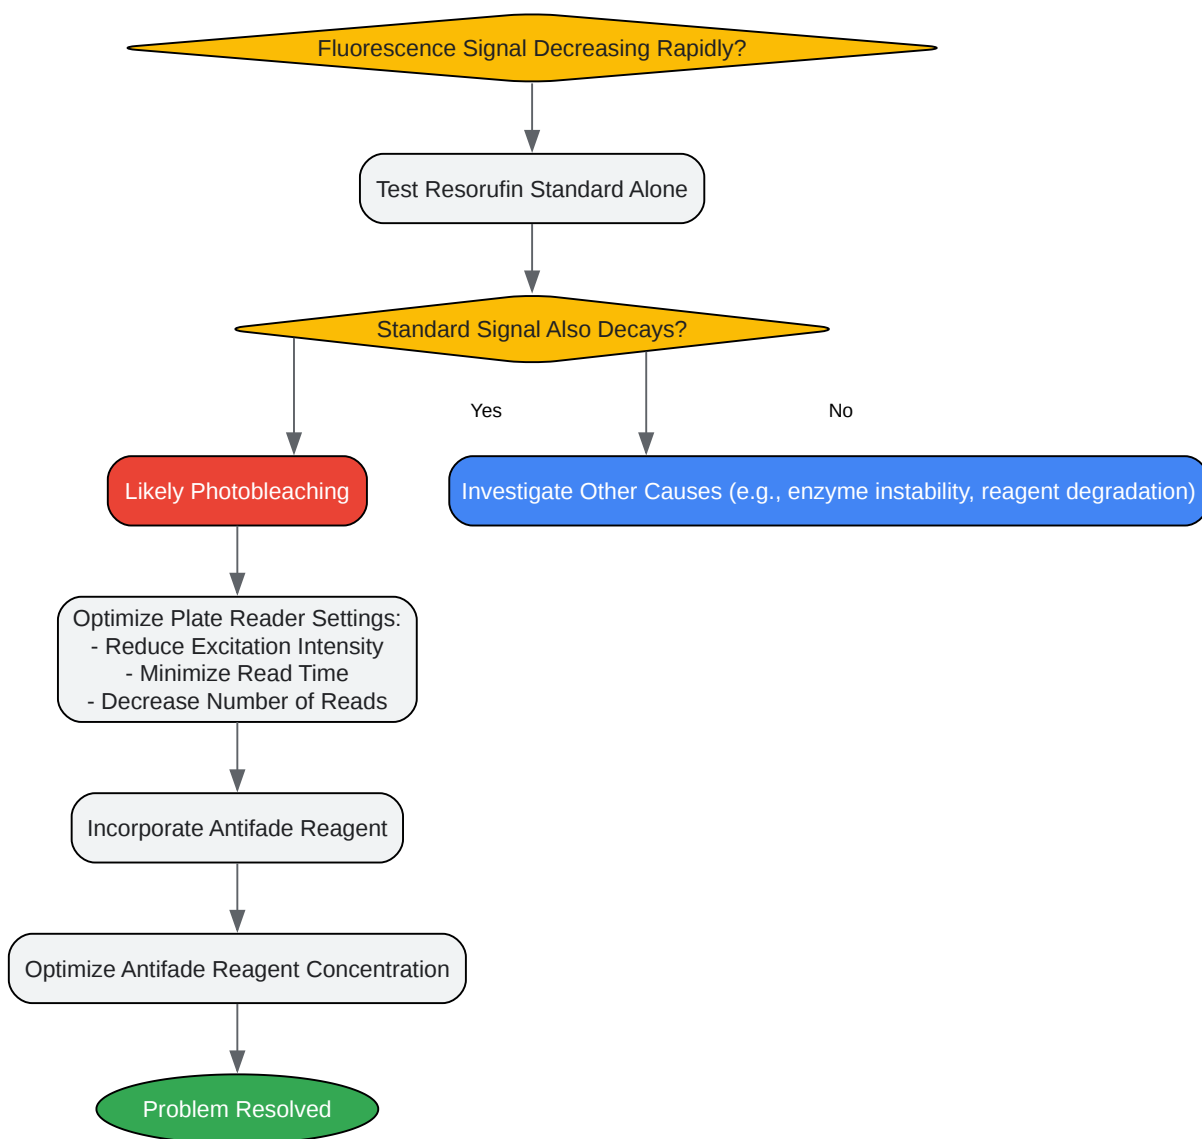 Fluorescence Signal Decreasing Rapidly?
Test Resorufin Standard Alone
Standard Signal Also Decays?
Yes
No
Likely Photobleaching
Investigate Other Causes (e.g., enzyme instability, reagent degradation)
Optimize Plate Reader Settings:
- Reduce Excitation Intensity
- Minimize Read Time
- Decrease Number of Reads
Incorporate Antifade Reagent
Optimize Antifade Reagent Concentration
Problem Resolved